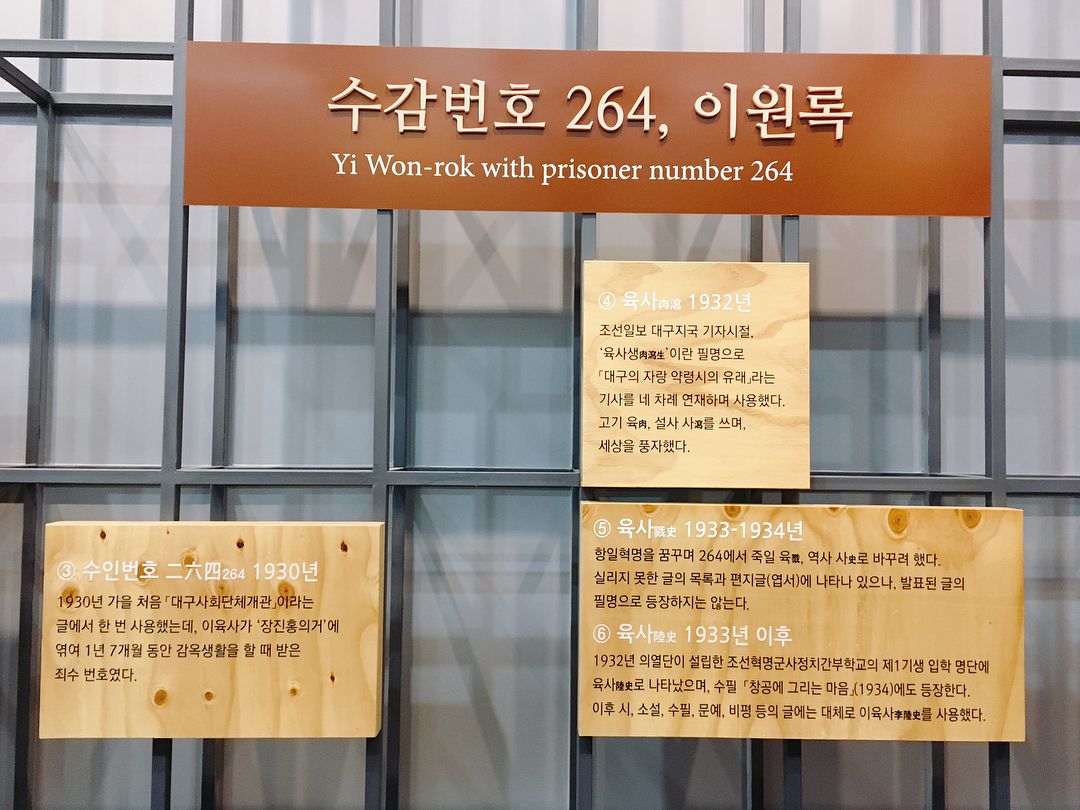 수감번호 264, 이원록
Yi Won-rok with prisoner number 264
③ 수인번호 二六四264 1930년
1930년 가을 처음 「대구사회단체개관」이라는
글에서 한 번 사용했는데, 이육사가 ‘장진홍의거’에
엮여 1년 7개월 동안 감옥생활을 할 때 받은
죄수 번호였다.
④ 육사肉瀉 1932년
조선일보 대구지국 기자시절,
‘육사생肉瀉生’이란 필명으로
「대구의 자랑 약령시의 유래」라는
기사를 네 차례 연재하며 사용했다.
고기 육肉, 설사 사瀉를 쓰며,
세상을 풍자했다.
⑤ 육사戮史 1933-1934년
항일혁명을 꿈꾸며 264에서 죽일 육戮, 역사 사史로 바꾸려 했다.
실리지 못한 글의 목록과 편지글(엽서)에 나타나 있으나, 발표된 글의
필명으로 등장하지는 않는다.
⑥ 육사陸史 1933년 이후
1932년 의열단이 설립한 조선혁명군사정치간부학교의 제1기생 입학 명단에
육사陸史로 나타났으며, 수필 「창공에 그리는 마음」(1934)에도 등장한다.
이후 시, 소설, 수필, 문예, 비평 등의 글에는 대체로 이육사李陸史를 사용했다.